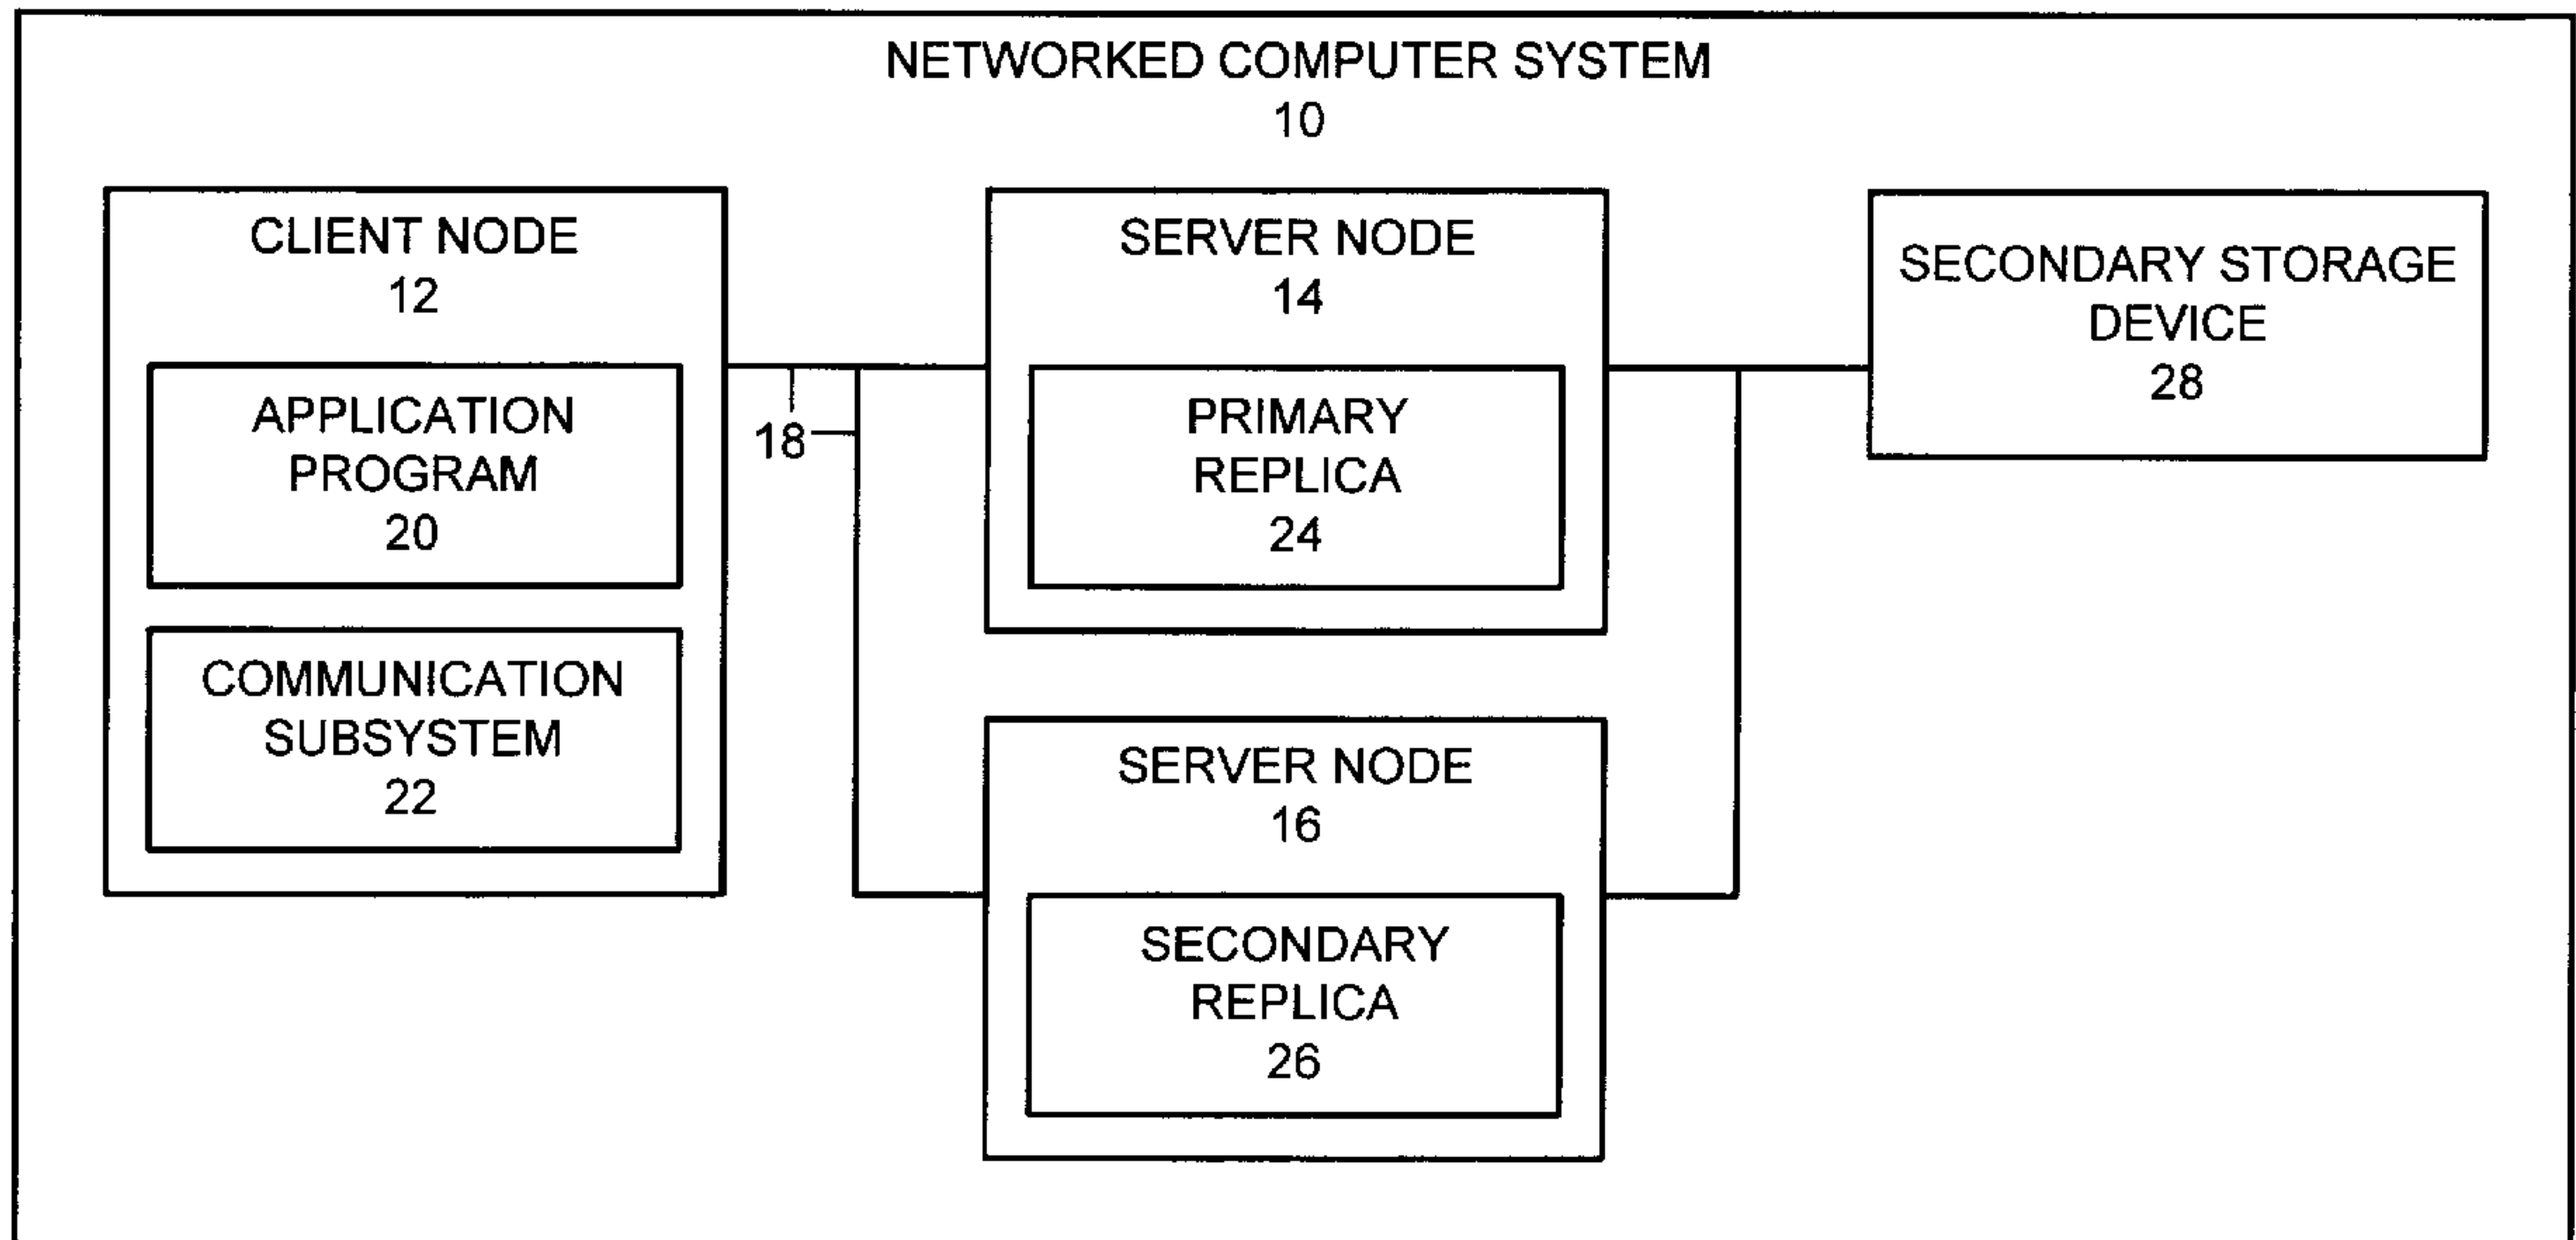 NETWORKED COMPUTER SYSTEM
10
CLIENT NODE
12
APPLICATION
PROGRAM
20
COMMUNICATION
SUBSYSTEM
22
18
SERVER NODE
14
PRIMARY
REPLICA
24
SERVER NODE
16
SECONDARY
REPLICA
26
SECONDARY STORAGE
DEVICE
28